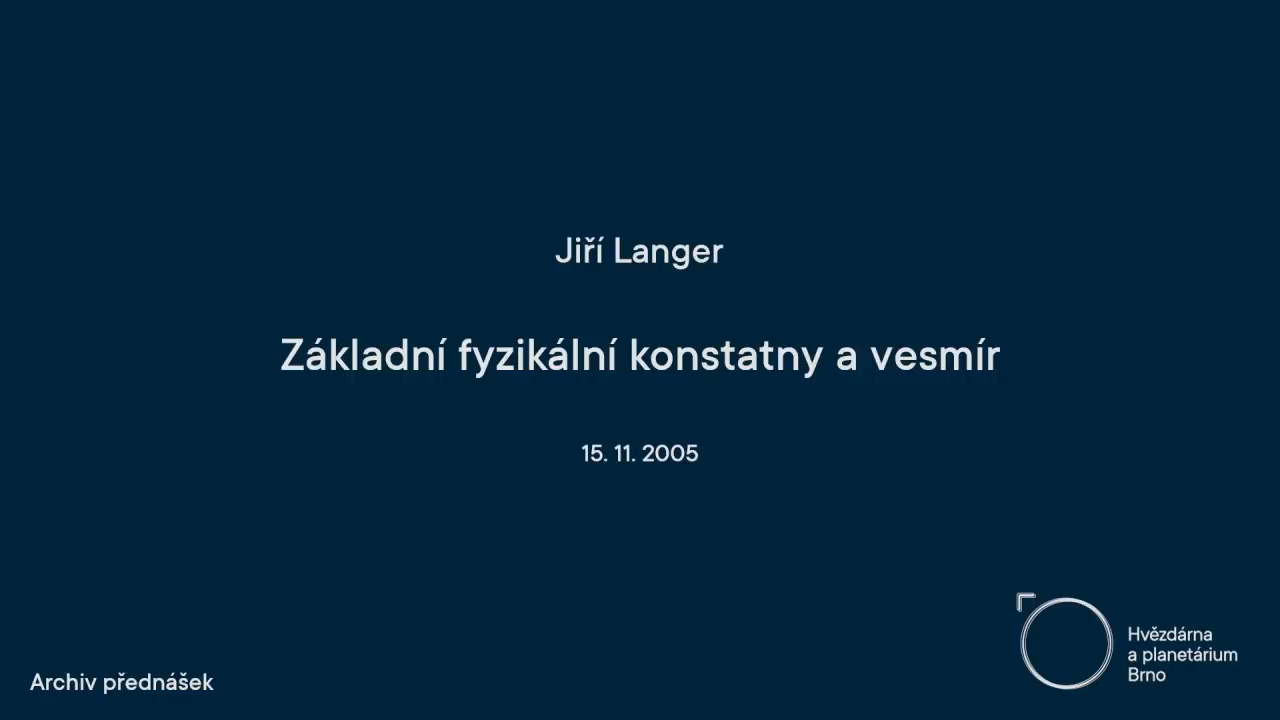 Jiří Langer
Základní fyzikální konstatny a vesmír
15. 11. 2005
Hvězdárna
a planetárium
Brno
Archiv přednášek